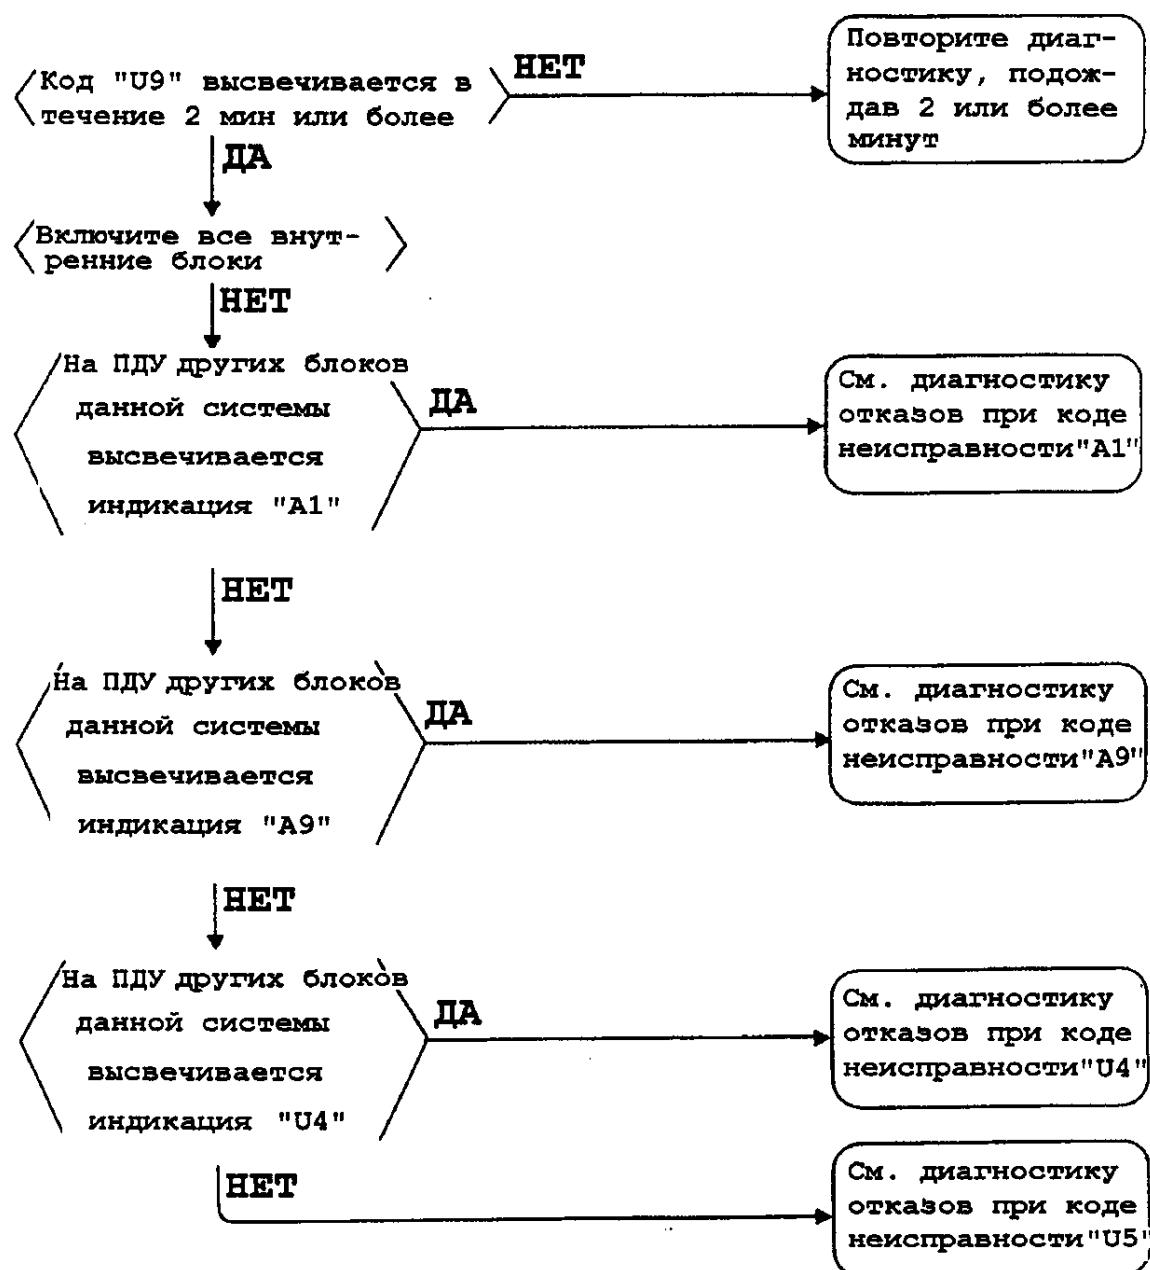 Код "U9" высвечивается в
течение 2 мин или более
НЕТ
Повторите диаг-
ностику, подож-
дав 2 или более
минут
ДА
Включите все внут-
ренние блоки
НЕТ
На ПДУ других блоков
данной системы
высвечивается
индикация "A1"
ДА
См. диагностику
отказов при коде
неисправности"A1"
НЕТ
На ПДУ других блоков
данной системы
высвечивается
индикация "A9"
ДА
См. диагностику
отказов при коде
неисправности"A9"
НЕТ
На ПДУ других блоков
данной системы
высвечивается
индикация "U4"
ДА
См. диагностику
отказов при коде
неисправности"U4"
НЕТ
См. диагностику
отказов при коде
неисправности"U5"